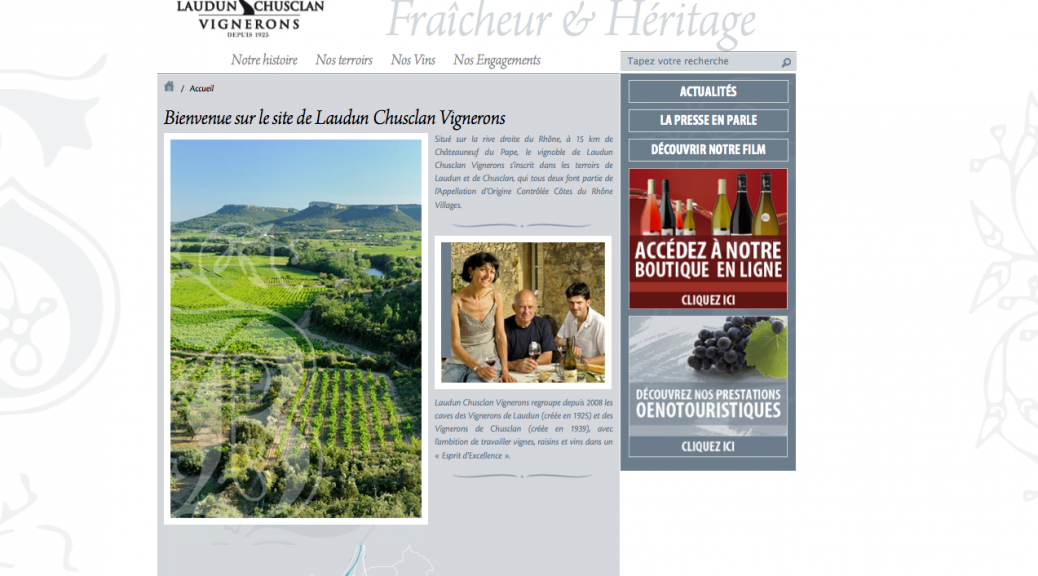 LAUDUN CHUSCLAN
VIGNERONS
DEPUIS 1925
Fraîcheur & Héritage
Notre histoire Nos terroirs Nos Vins Nos Engagements
Tapez votre recherche
/ Accueil
Bienvenue sur le site de Laudun Chusclan Vignerons
Situé sur la rive droite du Rhône, à 15 km de
Châteauneuf du Pape, le vignoble de Laudun
Chusclan Vignerons s'inscrit dans les terroirs de
Laudun et de Chusclan, qui tous deux font partie de
l'Appellation d'Origine Contrôlée Côtes du Rhône
Villages.
Laudun Chusclan Vignerons regroupe depuis 2008 les
caves des Vignerons de Laudun (créée en 1925) et des
Vignerons de Chusclan (créée en 1939), avec
l'ambition de travailler vignes, raisins et vins dans un
« Esprit d'Excellence ».
ACTUALITÉS
LA PRESSE EN PARLE
DÉCOUVRIR NOTRE FILM
ACCÉDEZ À NOTRE
BOUTIQUE EN LIGNE
CLIQUEZ ICI
DÉCOUVREZ NOS PRESTATIONS
OENOTOURISTIQUES
CLIQUEZ ICI